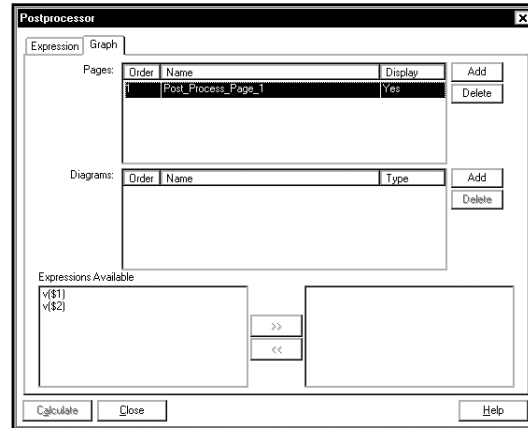 Postprocessor
Expression Graph
Pages: Order Name Display Add
1 Post_Process_Page_1 Yes Delete
Diagrams: Order Name Type Add
Delete
Expressions Available
v($1)
v($2)
>>
<<
Calculate Close Help